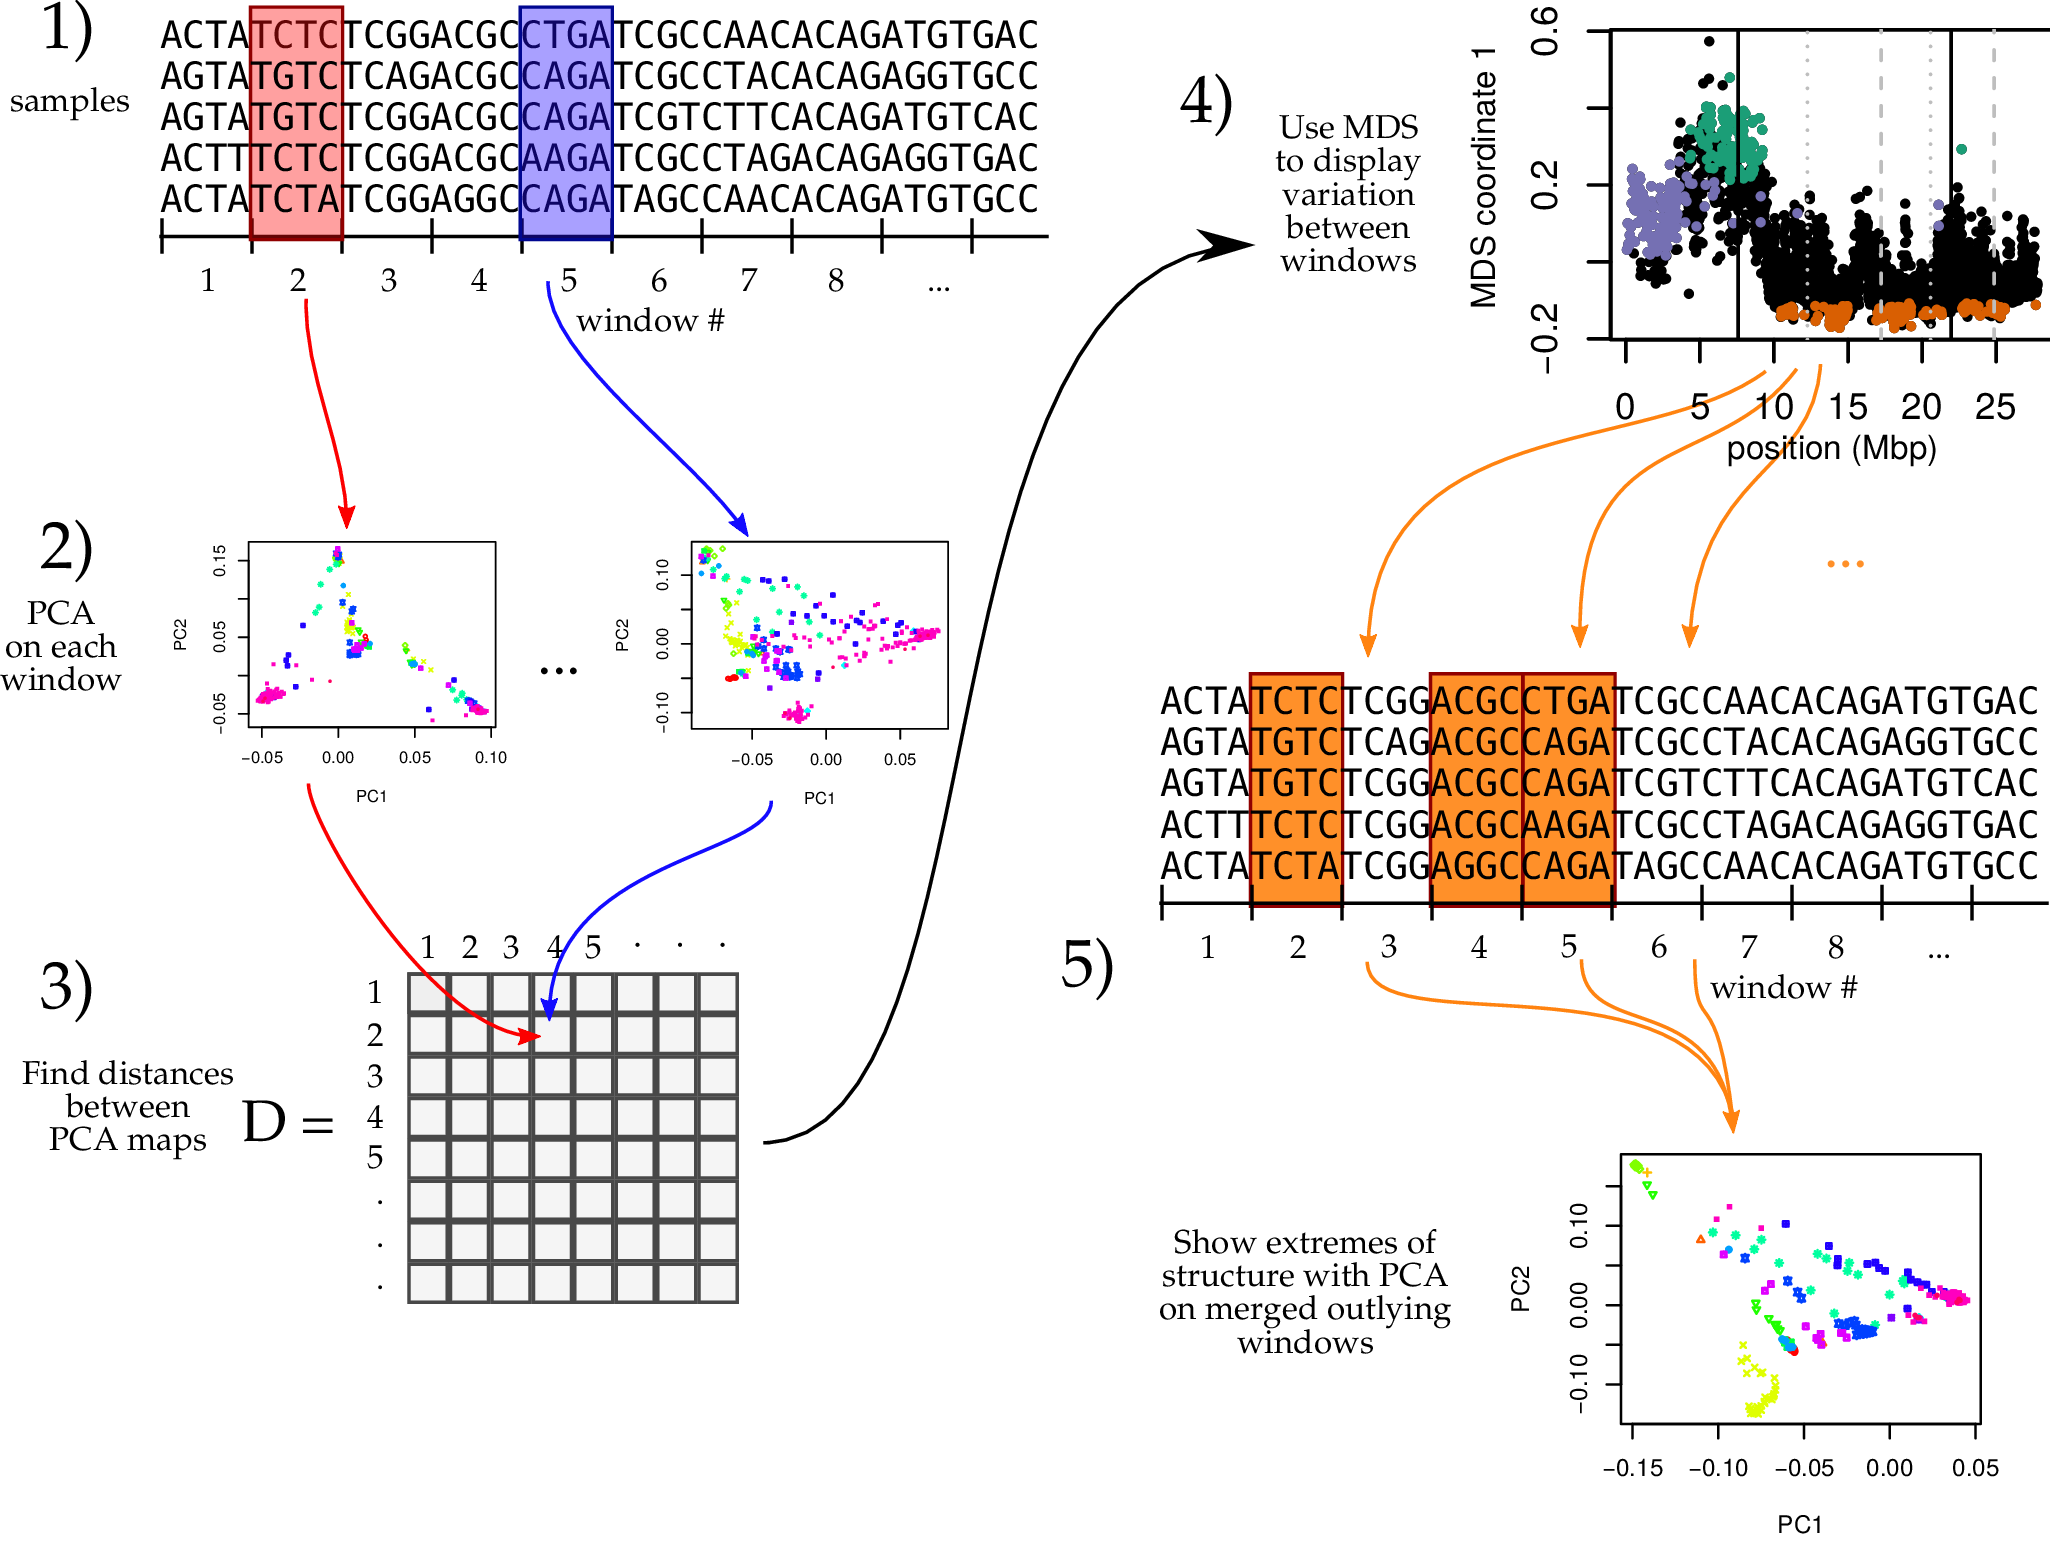 1)
samples
ACTATCTCTCGGACGCCTGATCGCCAACACAGATGTGAC
AGTATGTCTCAGACGCCAGATCGCCTACACAGAGGTGCC
AGTATGTCTCGGACGCCAGATCGTCTTCACAGATGTCAC
ACTTTCTCTCGGACGCAAGATCGCCTAGACAGAGGTGAC
ACTATCTATCGGAGGCCAGATAGCCAACACAGATGTGCC
1 2 3 4 5 6 7 8 ...
window #
2)
PCA
on each
window
PC2
0.15
0.05
−0.05
−0.05 0.00 0.05 0.10
PC1
...
PC2
0.10
0.00
−0.10
−0.05 0.00 0.05
PC1
3)
Find distances
between
PCA maps
D =
1 2 3 4 5 . . .
1
2
3
4
5
.
.
.
4)
Use MDS
to display
variation
between
windows
MDS coordinate 1
0.6
0.2
−0.2
0 5 10 15 20 25
position (Mbp)
...
ACTATCTCTCGGACGCCTGATCGCCAACACAGATGTGAC
AGTATGTCTCAGACGCCAGATCGCCTACACAGAGGTGCC
AGTATGTCTCGGACGCCAGATCGTCTTCACAGATGTCAC
ACTTTCTCTCGGACGCAAGATCGCCTAGACAGAGGTGAC
ACTATCTATCGGAGGCCAGATAGCCAACACAGATGTGCC
1 2 3 4 5 6 7 8 ...
window #
5)
Show extremes of
structure with PCA
on merged outlying
windows
PC2
0.10
0.00
−0.10
−0.15 −0.10 −0.05 0.00 0.05
PC1